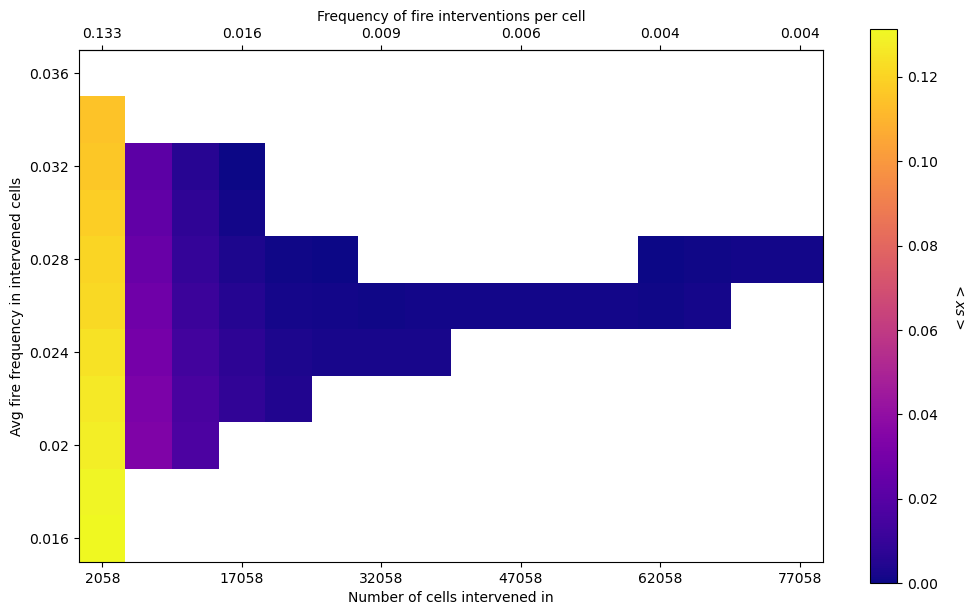 Frequency of fire interventions per cell
0.133 0.016 0.009 0.006 0.004 0.004
0.036
0.032
0.028
0.024
0.02
0.016
Avg fire frequency in intervened cells
2058 17058 32058 47058 62058 77058
Number of cells intervened in
0.12
0.10
0.08
0.06
0.04
0.02
0.00
< sx >